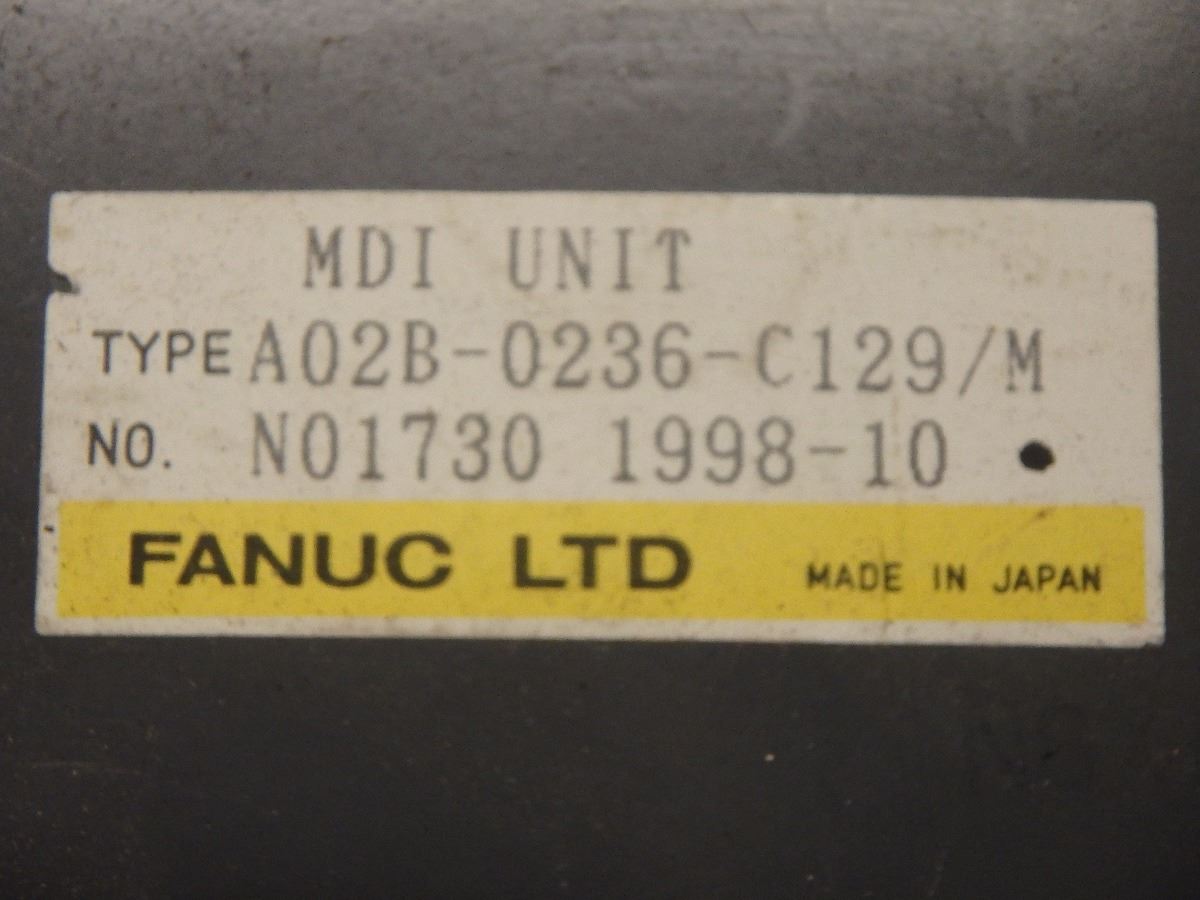 MDI UNIT
TYPE A02B-0236-C129/M
NO. N01730 1998-10
FANUC LTD MADE IN JAPAN